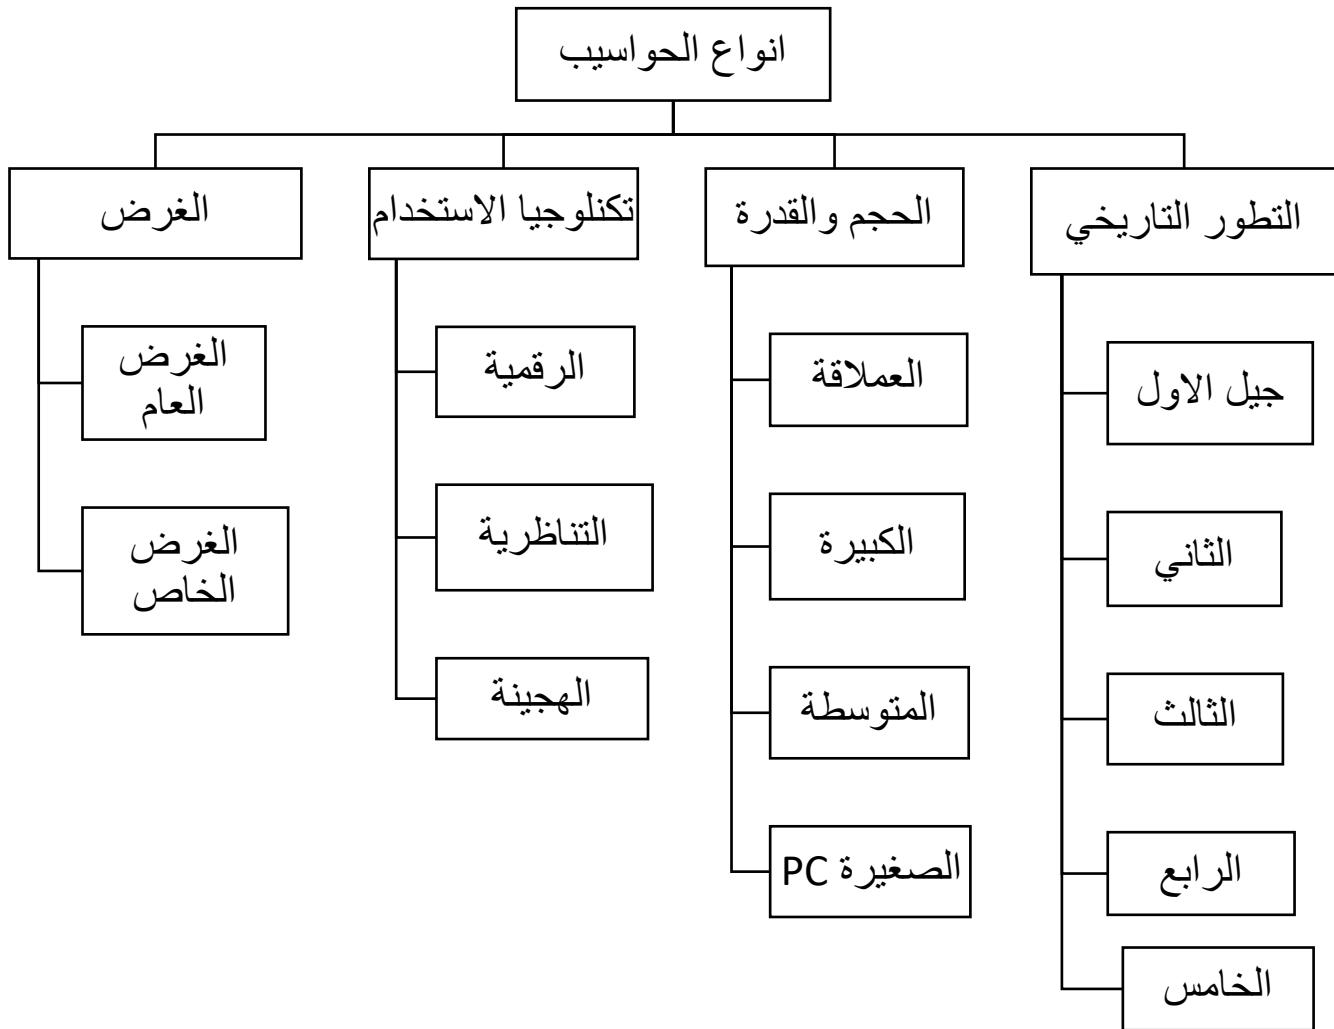 انواع الحواسيب
التطور التاريخي
الحجم والقدرة
تكنلوجيا الاستخدام
الغرض
جيل الاول
الثاني
الثالث
الرابع
الخامس
العملاقة
الكبيرة
المتوسطة
الصغيرة PC
الرقمية
التناظرية
الهجينة
الغرض
العام
الغرض
الخاص